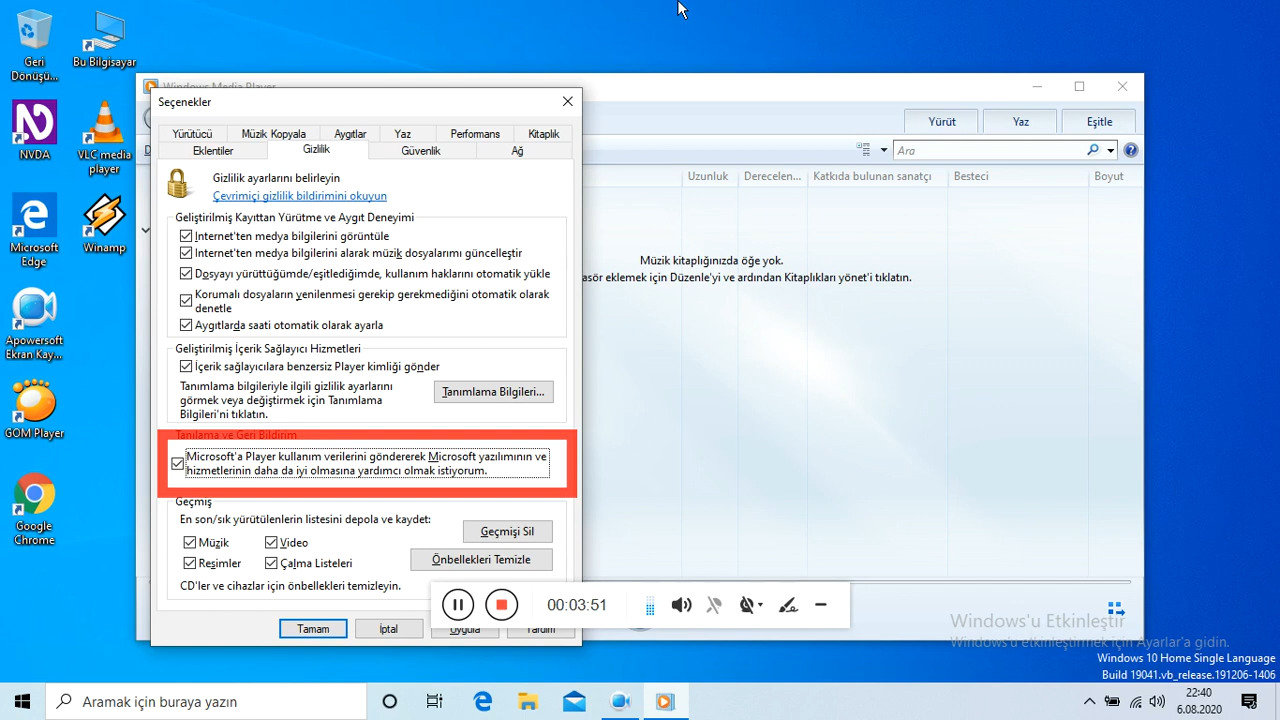 Geri
Dönüşü...
Bu Bilgisayar
NVDA
VLC media
player
Microsoft
Edge
Winamp
Apowersoft
Ekran Kay...
GOM Player
Google
Chrome
Windows Media Player
Seçenekler
Yürütücü
Müzik Kopyala
Aygıtlar
Yaz
Performans
Kitaplık
Eklentiler
Gizlilik
Güvenlik
Ağ
Gizlilik ayarlarını belirleyin
Çevrimiçi gizlilik bildirimini okuyun
Geliştirilmiş Kayıttan Yürütme ve Aygıt Deneyimi
İnternet'ten medya bilgilerini görüntüle
İnternet'ten medya bilgilerini alarak müzik dosyalarımı güncelleştir
Dosyayı yürüttüğümde/eşitlediğimde, kullanım haklarını otomatik yükle
Korumalı dosyaların yenilenmesi gerekip gerekmediğini otomatik olarak
denetle
Aygıtlarda saati otomatik olarak ayarla
Geliştirilmiş İçerik Sağlayıcı Hizmetleri
İçerik sağlayıcılara benzersiz Player kimliği gönder
Tanımlama bilgileriyle ilgili gizlilik ayarlarını
görmek veya değiştirmek için Tanımlama
Bilgileri'ni tıklatın.
Tanımlama Bilgileri...
Tanılama ve Geri Bildirim
Microsoft'a Player kullanım verilerini göndererek Microsoft yazılımının ve
hizmetlerinin daha da iyi olmasına yardımcı olmak istiyorum.
Geçmiş
En son/sık yürütülenlerin listesini depola ve kaydet:
Geçmişi Sil
Müzik
Video
Resimler
Çalma Listeleri
Önbellekleri Temizle
CD'ler ve cihazlar için önbellekleri temizleyin.
Tamam
İptal
Uygula
Yardım
Yürüt
Yaz
Eşitle
Ara
Uzunluk
Derecelen...
Katkıda bulunan sanatçı
Besteci
Boyut
Müzik kitaplığınızda öğe yok.
asör eklemek için Düzenle'yi ve ardından Kitaplıkları yönet'i tıklatın.
00:03:51
Windows'u Etkinleştir
Windows'u etkinleştirmek için Ayarlar'a gidin.
Windows 10 Home Single Language
Build 19041.vb_release.191206-1406
Aramak için buraya yazın
22:40
6.08.2020